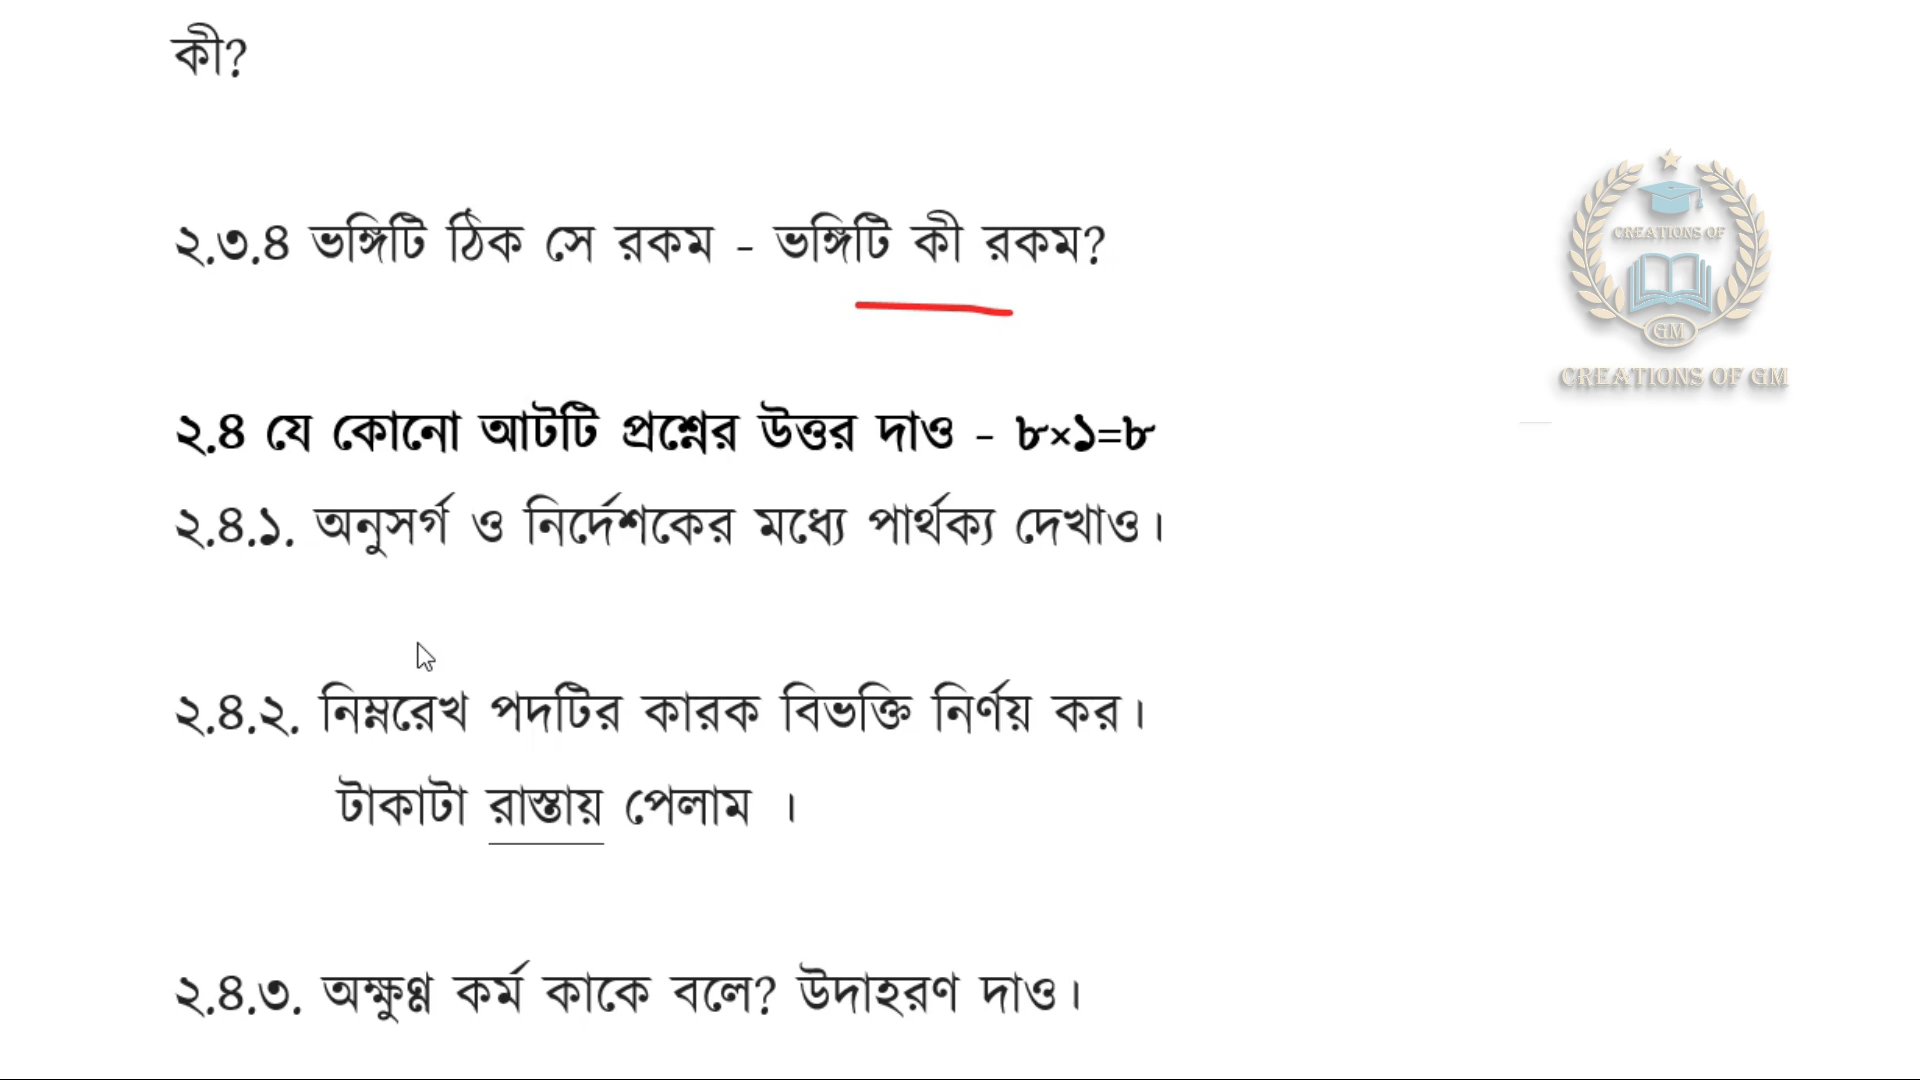 কী?
২.৩.৪ ভঙ্গিটি ঠিক সে রকম - ভঙ্গিটি কী রকম?
CREATIONS OF
GM
CREATIONS OF GM
২.৪ যে কোনো আটটি প্রশ্নের উত্তর দাও - ৮×১=৮
২.৪.১. অনুসর্গ ও নির্দেশকের মধ্যে পার্থক্য দেখাও।
২.৪.২. নিম্নরেখ পদটির কারক বিভক্তি নির্ণয় কর।
টাকাটা রাস্তায় পেলাম ।
২.৪.৩. অক্ষুণ্ণ কর্ম কাকে বলে? উদাহরণ দাও।